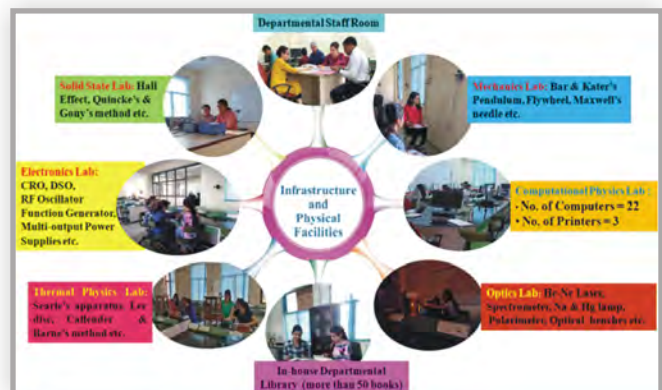 Departmental Staff Room
Solid State Lab: Hall
Effect, Quincke's &
Gouy's method etc.
Mechanics Lab: Bar & Kater's
Pendulum, Flywheel, Maxwell's
needle etc.
Electronics Lab:
CRO, DSO,
RF Oscillator
Function Generator,
Multi-output Power
Supplies etc.
Infrastructure
and
Physical
Facilities
Computational Physics Lab :
- No. of Computers = 22
• No. of Printers = 3
Thermal Physics Lab:
Searle's apparatus Lee
disc, Callender &
Barne's method etc.
Optics Lab: He-Ne Laser,
Spectrometer, Na & Hg lamp,
Polarimeter, Optical benches etc.
In-house Departmental
Library (more than 50 books)